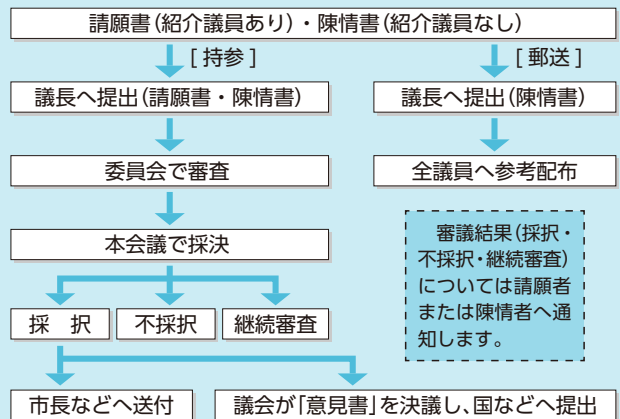 請願書(紹介議員あり)・陳情書(紹介議員なし)
[持参]
[郵送]
議長へ提出(請願書・陳情書)
議長へ提出(陳情書)
委員会で審査
全議員へ参考配布
本会議で採決
審議結果(採択・
不採択・継続審査)
については請願者
または陳情者へ通
知します。
採 択
不採択
継続審査
市長などへ送付
議会が「意見書」を決議し、国などへ提出